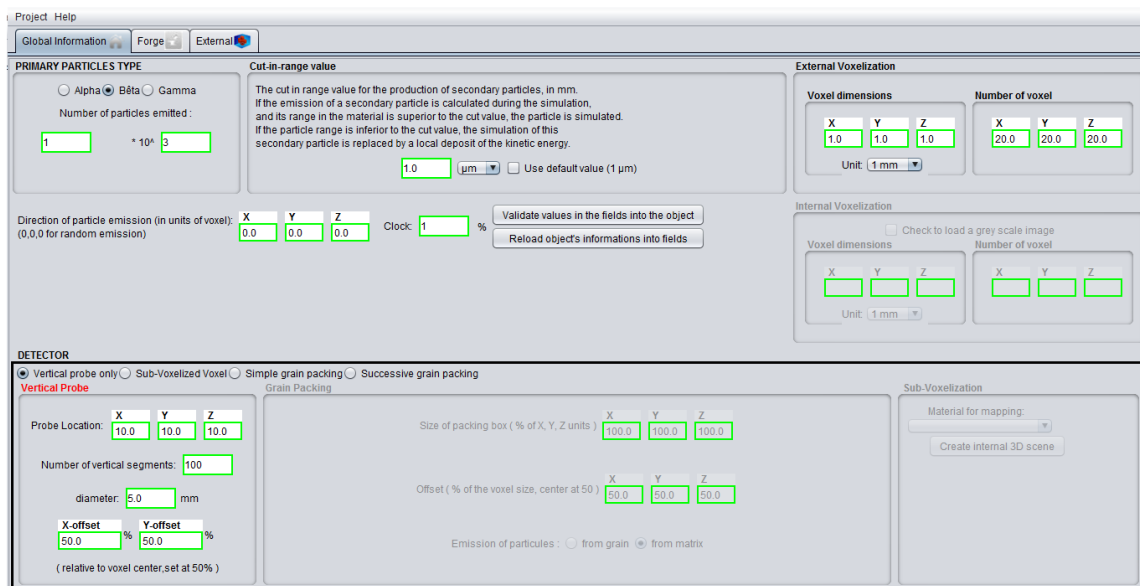 Project Help
Global Information Forge External
PRIMARY PARTICLES TYPE
Alpha Bêta Gamma
Number of particles emitted :
1 * 10^ 3
Cut-in-range value
The cut in range value for the production of secondary particles, in mm.
If the emission of a secondary particle is calculated during the simulation,
and its range in the material is superior to the cut value, the particle is simulated.
If the particle range is inferior to the cut value, the simulation of this
secondary particle is replaced by a local deposit of the kinetic energy.
1.0 µm Use default value (1 µm)
External Voxelization
Voxel dimensions
X Y Z
1.0 1.0 1.0
Unit: 1 mm
Number of voxel
X Y Z
20.0 20.0 20.0
Direction of particle emission (in units of voxel):
(0,0,0 for random emission)
X Y Z
0.0 0.0 0.0
Clock: 1 %
Validate values in the fields into the object
Reload object's informations into fields
Internal Voxelization
Check to load a grey scale image
Voxel dimensions
X Y Z
Unit: 1 mm
Number of voxel
X Y Z
DETECTOR
Vertical probe only Sub-Voxelized Voxel Simple grain packing Successive grain packing
Vertical Probe
X Y Z
Probe Location: 10.0 10.0 10.0
Number of vertical segments: 100
diameter: 5.0 mm
X-offset Y-offset
50.0 % 50.0 %
( relative to voxel center,set at 50% )
Grain Packing
X Y Z
Size of packing box ( % of X, Y, Z units ) 100.0 100.0 100.0
X Y Z
Offset ( % of the voxel size, center at 50 ) 50.0 50.0 50.0
Emission of particules : from grain from matrix
Sub-Voxelization
Material for mapping:
Create internal 3D scene